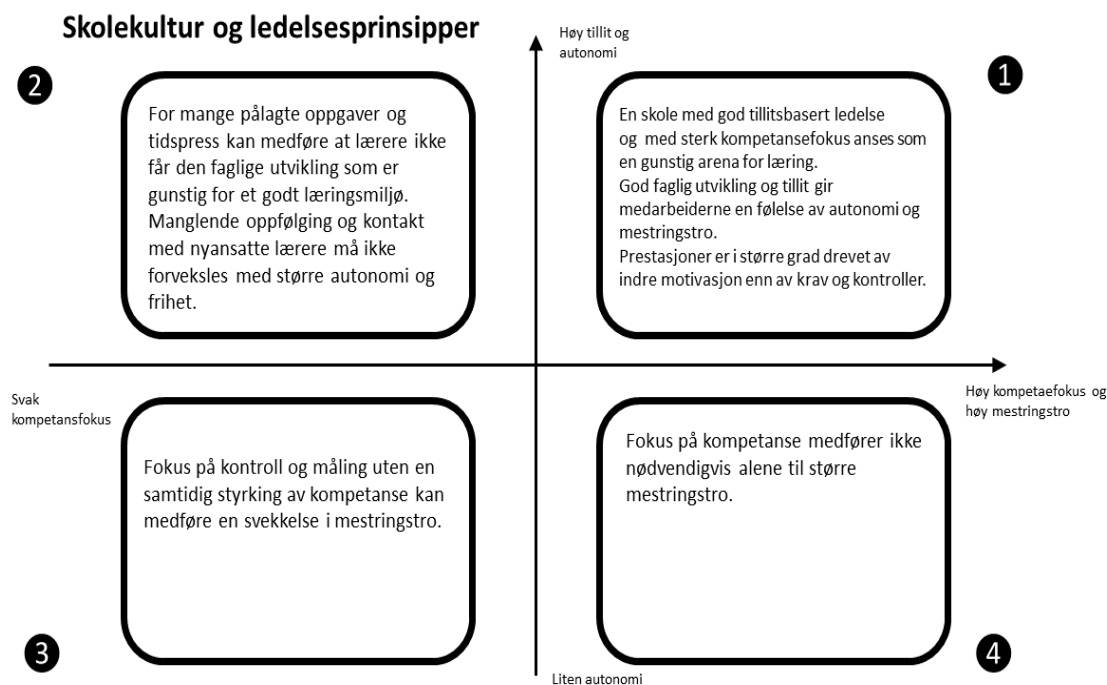 Skolekultur og ledelsesprinsipper
Høy tillit og
autonomi
2
For mange pålagte oppgaver og
tidspress kan medføre at lærere ikke
får den faglige utvikling som er
gunstig for et godt læringsmiljø.
Manglende oppfølging og kontakt
med nyansatte lærere må ikke
forveksles med større autonomi og
frihet.
1
En skole med god tillitsbasert ledelse
og med sterk kompetansefokus anses som
en gunstig arena for læring.
God faglig utvikling og tillit gir
medarbeiderne en følelse av autonomi og
mestringstro.
Prestasjoner er i større grad drevet av
indre motivasjon enn av krav og kontroller.
Svak
kompetansfokus
Høy kompetaefokus og
høy mestringstro
Fokus på kontroll og måling uten en
samtidig styrking av kompetanse kan
medføre en svekkelse i mestringstro.
3
Fokus på kompetanse medfører ikke
nødvendigvis alene til større
mestringstro.
4
Liten autonomi